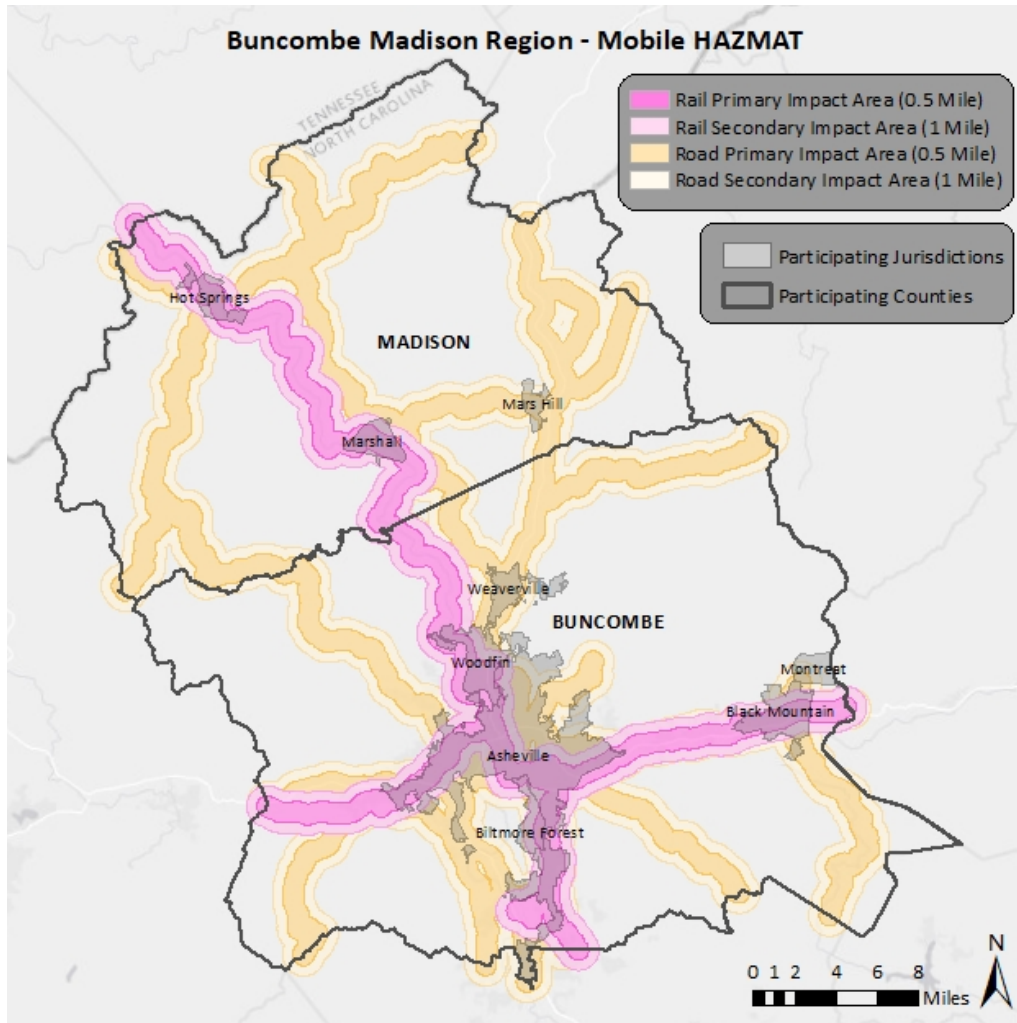 Buncombe Madison Region - Mobile HAZMAT
TENNESSEE
NORTH CAROLINA
Rail Primary Impact Area (0.5 Mile)
Rail Secondary Impact Area (1 Mile)
Road Primary Impact Area (0.5 Mile)
Road Secondary Impact Area (1 Mile)
Participating Jurisdictions
Participating Counties
Hot Springs
MADISON
Mars Hill
Marshall
Weaverville
BUNCOMBE
Woodfin
Montreat
Black Mountain
Asheville
Biltmore Forest
N
0 1 2 4 6 8
Miles